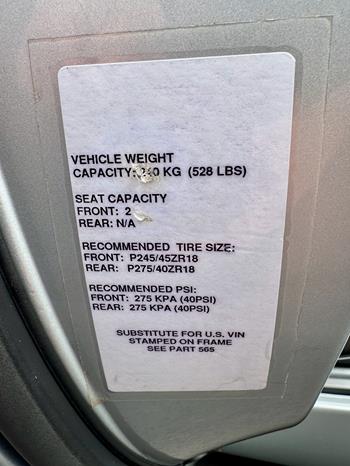 VEHICLE WEIGHT
CAPACITY: 240 KG (528 LBS)
SEAT CAPACITY
FRONT: 2
REAR: N/A
RECOMMENDED TIRE SIZE:
FRONT: P245/45ZR18
REAR: P275/40ZR18
RECOMMENDED PSI:
FRONT: 275 KPA (40PSI)
REAR: 275 KPA (40PSI)
SUBSTITUTE FOR U.S. VIN
STAMPED ON FRAME
SEE PART 565